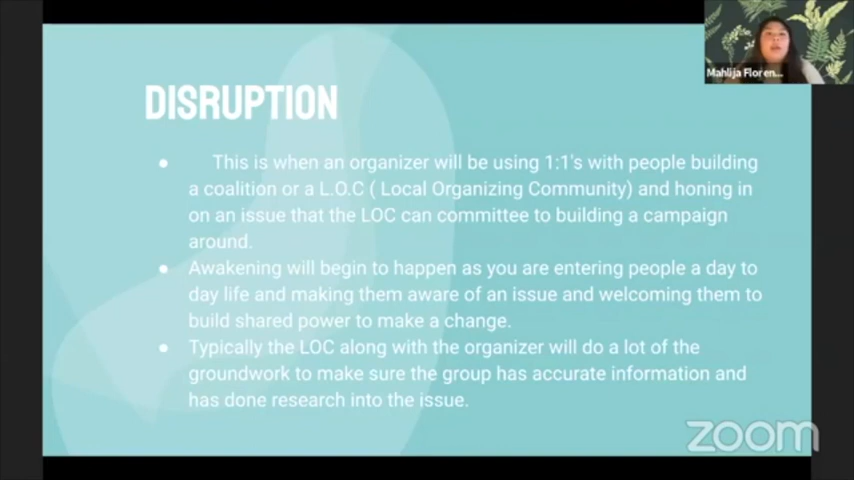 Mahlija Floren...
DISRUPTION
● This is when an organizer will be using 1:1's with people building
a coalition or a L.O.C ( Local Organizing Community) and honing in
on an issue that the LOC can committee to building a campaign
around.
● Awakening will begin to happen as you are entering people a day to
day life and making them aware of an issue and welcoming them to
build shared power to make a change.
● Typically the LOC along with the organizer will do a lot of the
groundwork to make sure the group has accurate information and
has done research into the issue.
zoom